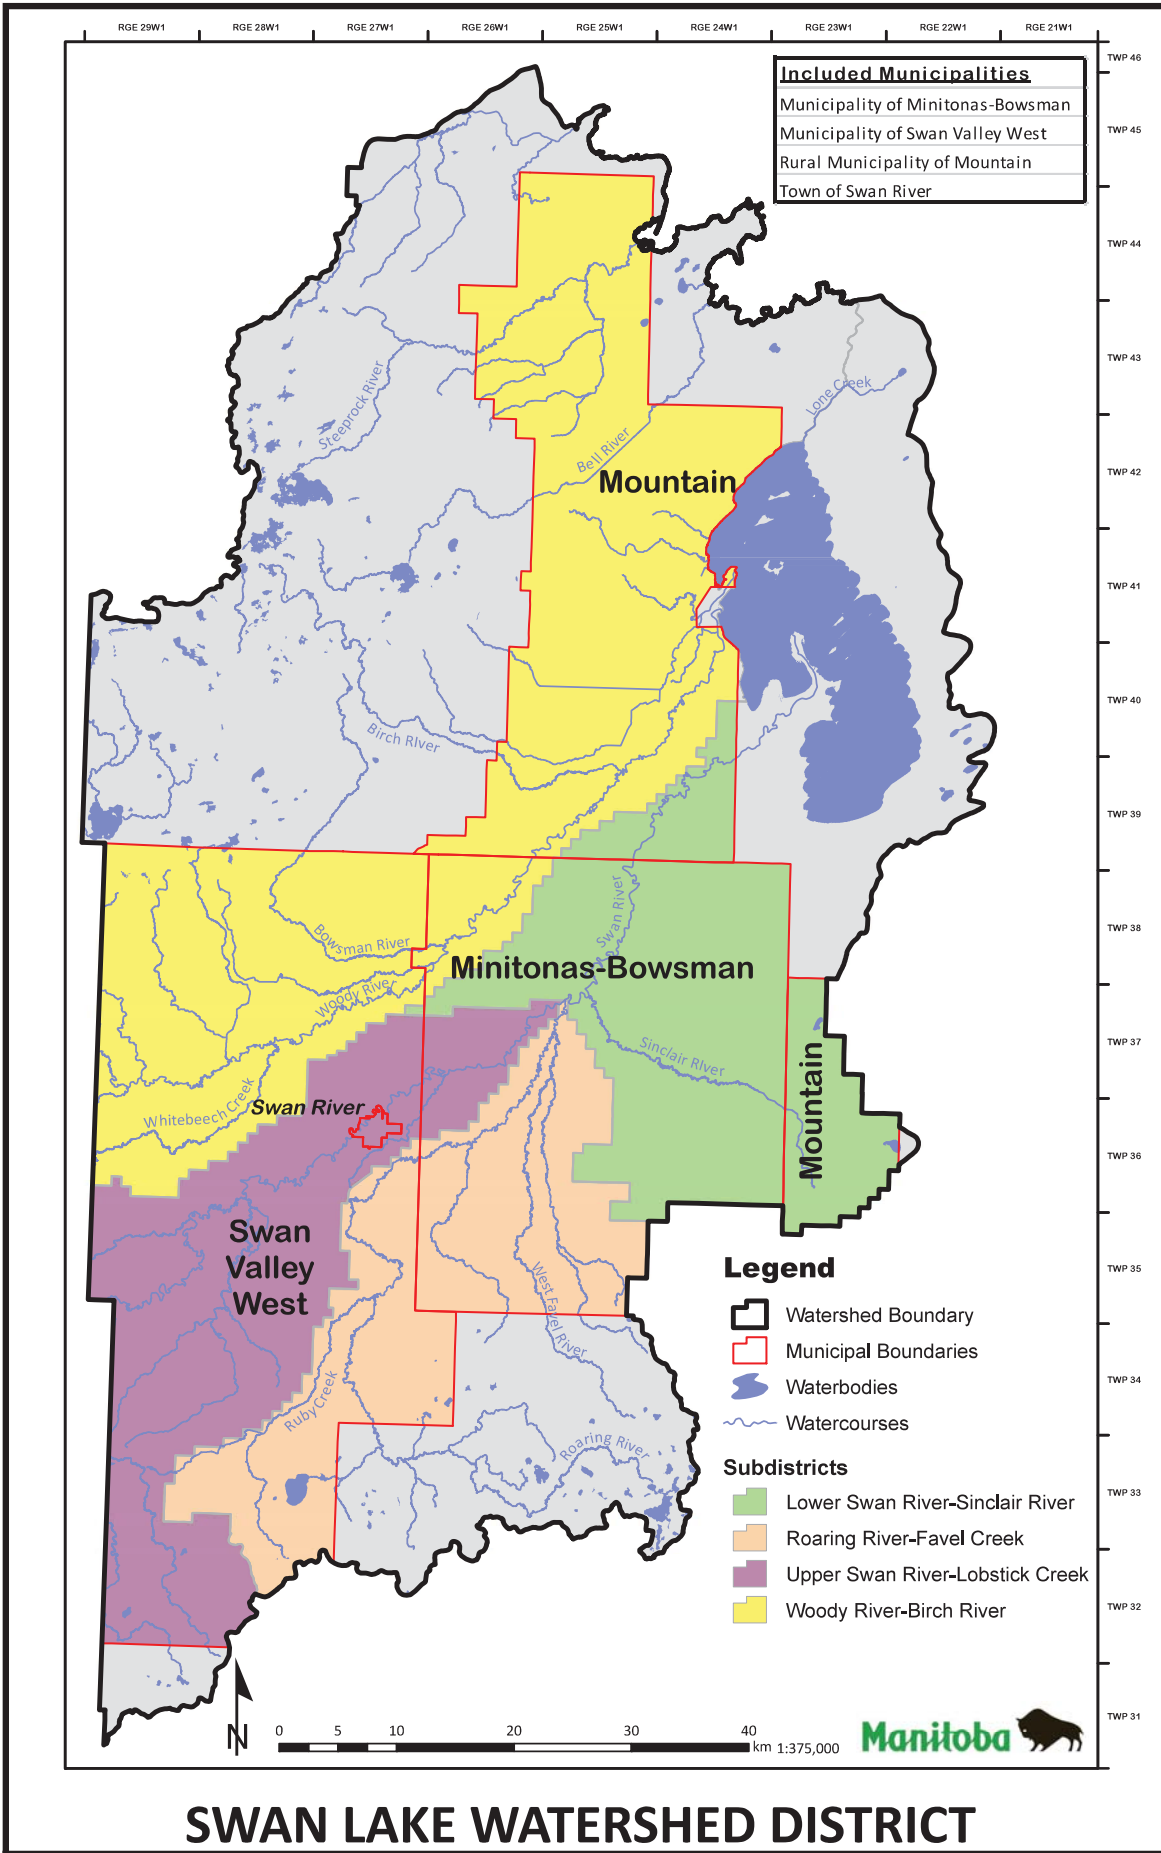 RGE 29W1 RGE 28W1 RGE 27W1 RGE 26W1 RGE 25W1 RGE 24W1 RGE 23W1 RGE 22W1 RGE 21W1
TWP 46
Included Municipalities
Municipality of Minitonas-Bowsman
Municipality of Swan Valley West
Rural Municipality of Mountain
Town of Swan River
TWP 45
TWP 44
TWP 43
Steeprock River
Lone Creek
Bell River
Mountain
TWP 42
TWP 41
TWP 40
Birch RIver
TWP 39
Swan River
TWP 38
Bowsman River
Minitonas-Bowsman
Woody River
TWP 37
Sinclair RIver
Mountain
Whitebeech Creek
Swan River
TWP 36
Swan
Valley
West
TWP 35
West Favel River
Legend
Watershed Boundary
Municipal Boundaries
Waterbodies
Watercourses
TWP 34
Ruby Creek
Roaring River
Subdistricts
TWP 33
Lower Swan River-Sinclair River
Roaring River-Favel Creek
Upper Swan River-Lobstick Creek
Woody River-Birch River
TWP 32
TWP 31
N
0 5 10 20 30 40
km 1:375,000
Manitoba
SWAN LAKE WATERSHED DISTRICT